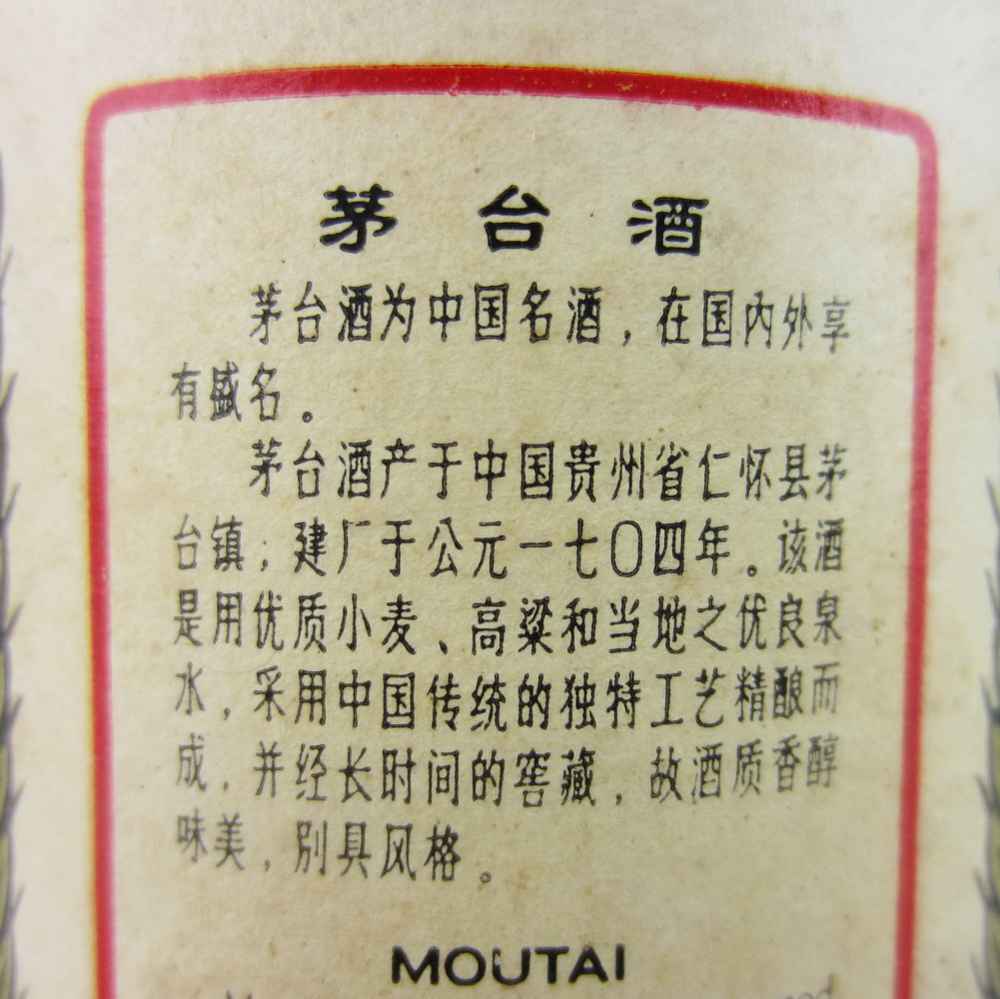 茅台酒
茅台酒为中国名酒，在国内外享
有盛名。
茅台酒产于中国贵州省仁怀县茅
台镇；建厂于公元一七〇四年。该酒
是用优质小麦、高粱和当地之优良泉
水，采用中国传统的独特工艺精酿而
成，并经长时间的窖藏，故酒质香醇
味美，别具风格。
MOUTAI